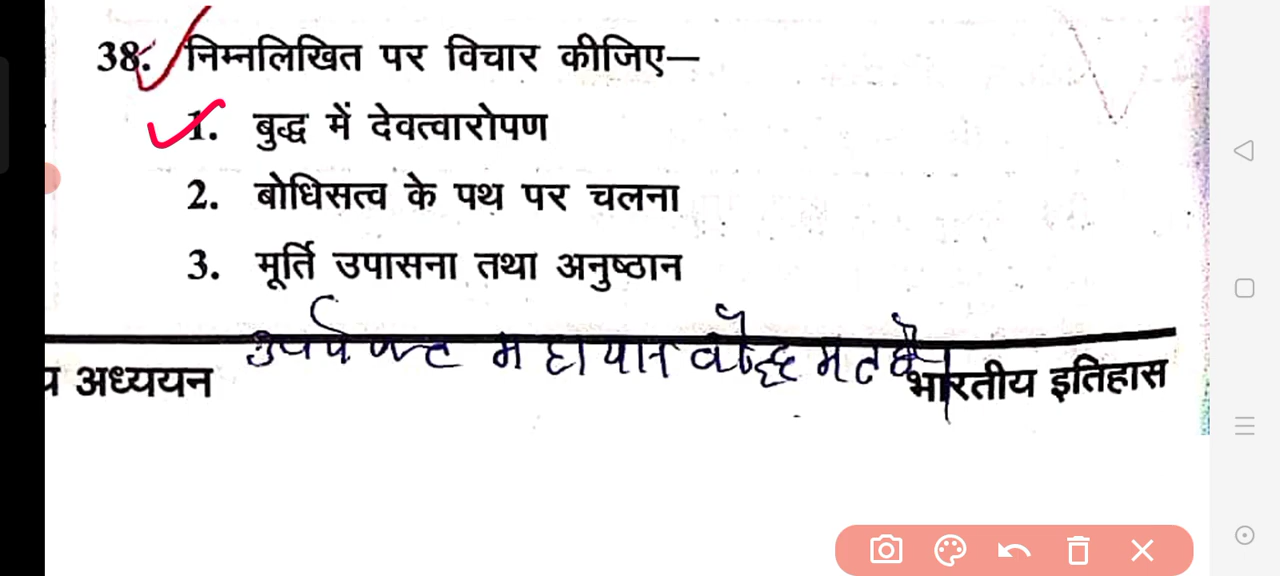 38. निम्नलिखित पर विचार कीजिए—
1. बुद्ध में देवत्वारोपण
2. बोधिसत्व के पथ पर चलना
3. मूर्ति उपासना तथा अनुष्ठान
महायान बौद्ध मत
अध्ययन
भारतीय इतिहास